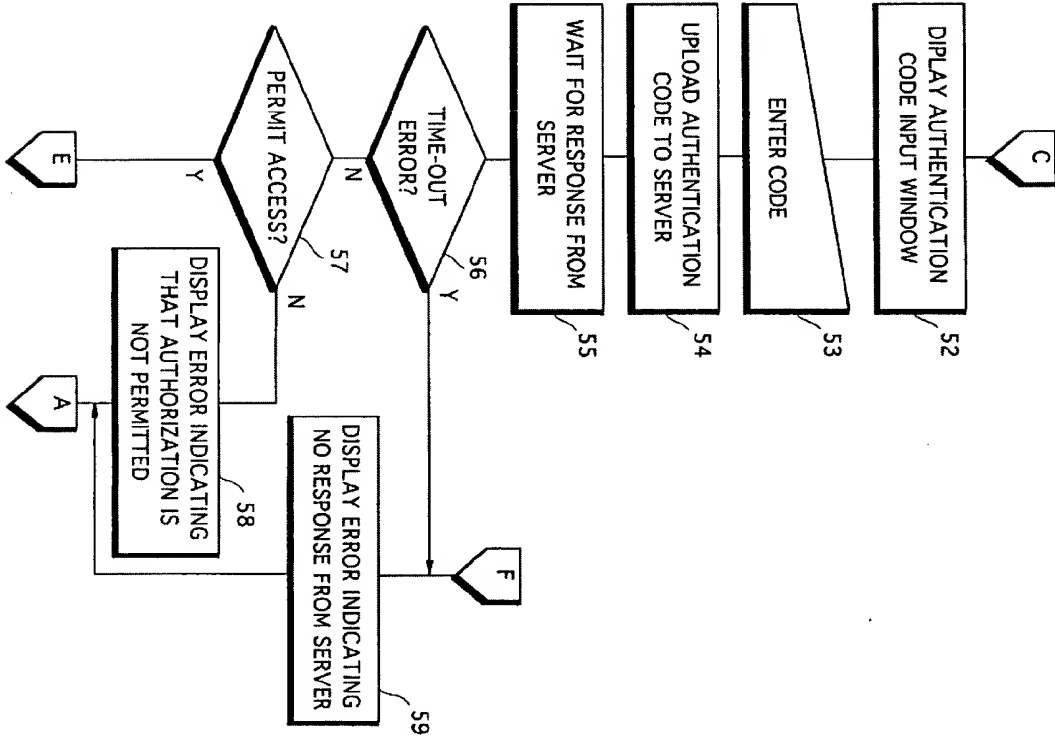 C
DIPLAY AUTHENTICATION
CODE INPUT WINDOW
52
ENTER CODE
53
UPLOAD AUTHENTICATION
CODE TO SERVER
54
WAIT FOR RESPONSE FROM
SERVER
55
TIME-OUT
ERROR?
56
Y
N
F
PERMIT ACCESS?
57
N
Y
DISPLAY ERROR INDICATING
NO RESPONSE FROM SERVER
59
DISPLAY ERROR INDICATING
THAT AUTHORIZATION IS
NOT PERMITTED
58
E
A